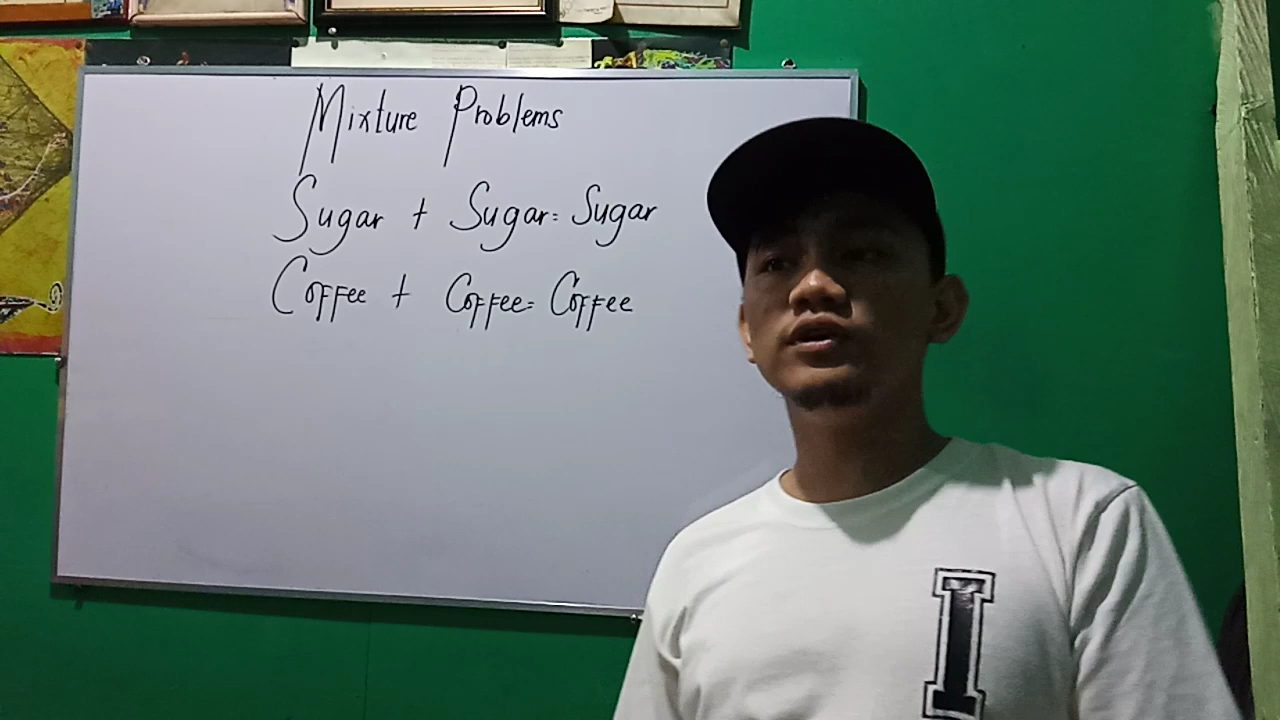 Mixture Problems
Sugar + Sugar = Sugar
Coffee + Coffee = Coffee
I